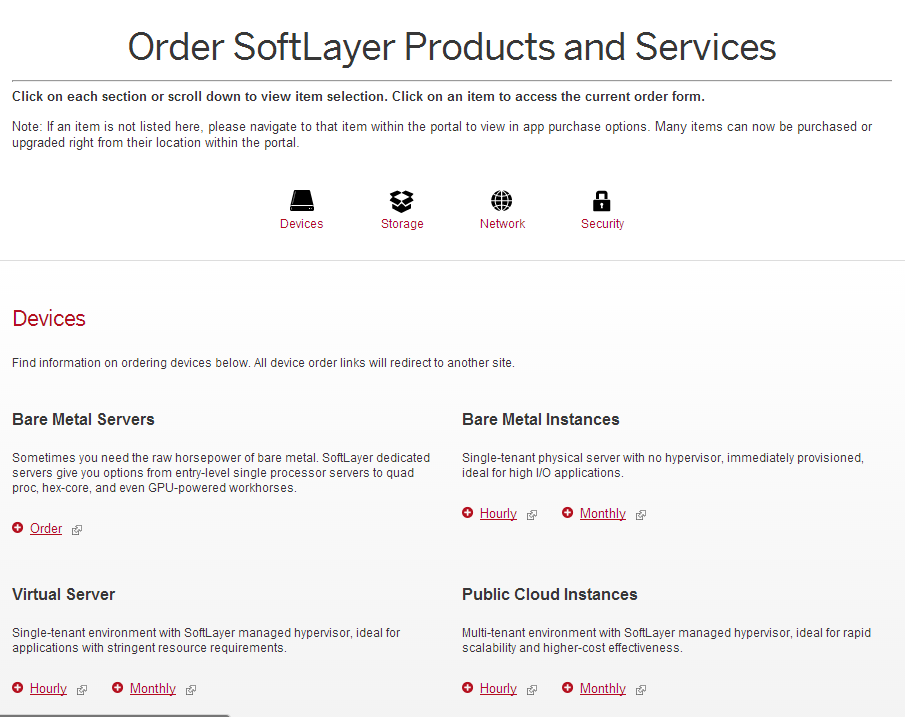 Order SoftLayer Products and Services
Click on each section or scroll down to view item selection. Click on an item to access the current order form.
Note: If an item is not listed here, please navigate to that item within the portal to view in app purchase options. Many items can now be purchased or
upgraded right from their location within the portal.
Devices
Storage
Network
Security
Devices
Find information on ordering devices below. All device order links will redirect to another site.
Bare Metal Servers
Sometimes you need the raw horsepower of bare metal. SoftLayer dedicated
servers give you options from entry-level single processor servers to quad
proc, hex-core, and even GPU-powered workhorses.
Order
Bare Metal Instances
Single-tenant physical server with no hypervisor, immediately provisioned,
ideal for high I/O applications.
Hourly
Monthly
Virtual Server
Single-tenant environment with SoftLayer managed hypervisor, ideal for
applications with stringent resource requirements.
Hourly
Monthly
Public Cloud Instances
Multi-tenant environment with SoftLayer managed hypervisor, ideal for rapid
scalability and higher-cost effectiveness.
Hourly
Monthly